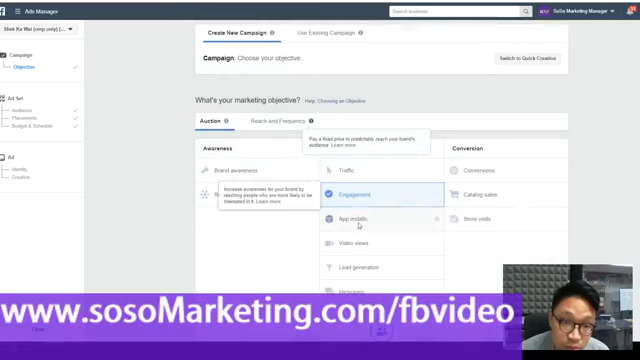 Ads Manager
Search business
SoSo Marketing Manager
Shek Ka Wai (omp only)
Create New Campaign
Use Existing Campaign
Campaign
Objective
Campaign: Choose your objective.
Switch to Quick Creation
Ad Set
Audience
Placements
Budget & Schedule
What's your marketing objective? Help: Choosing an Objective
Auction
Reach and Frequency
Pay a fixed price to predictably reach your brand's
audience. Learn more
Ad
Identity
Creative
Awareness
Conversion
Brand awareness
Traffic
Conversions
Increase awareness for your brand by
reaching people who are more likely to be
interested in it. Learn more
Engagement
Catalog sales
App installs
Store visits
Video views
Lead generation
Messages
www.sosoMarketing.com/fbvideo
Close